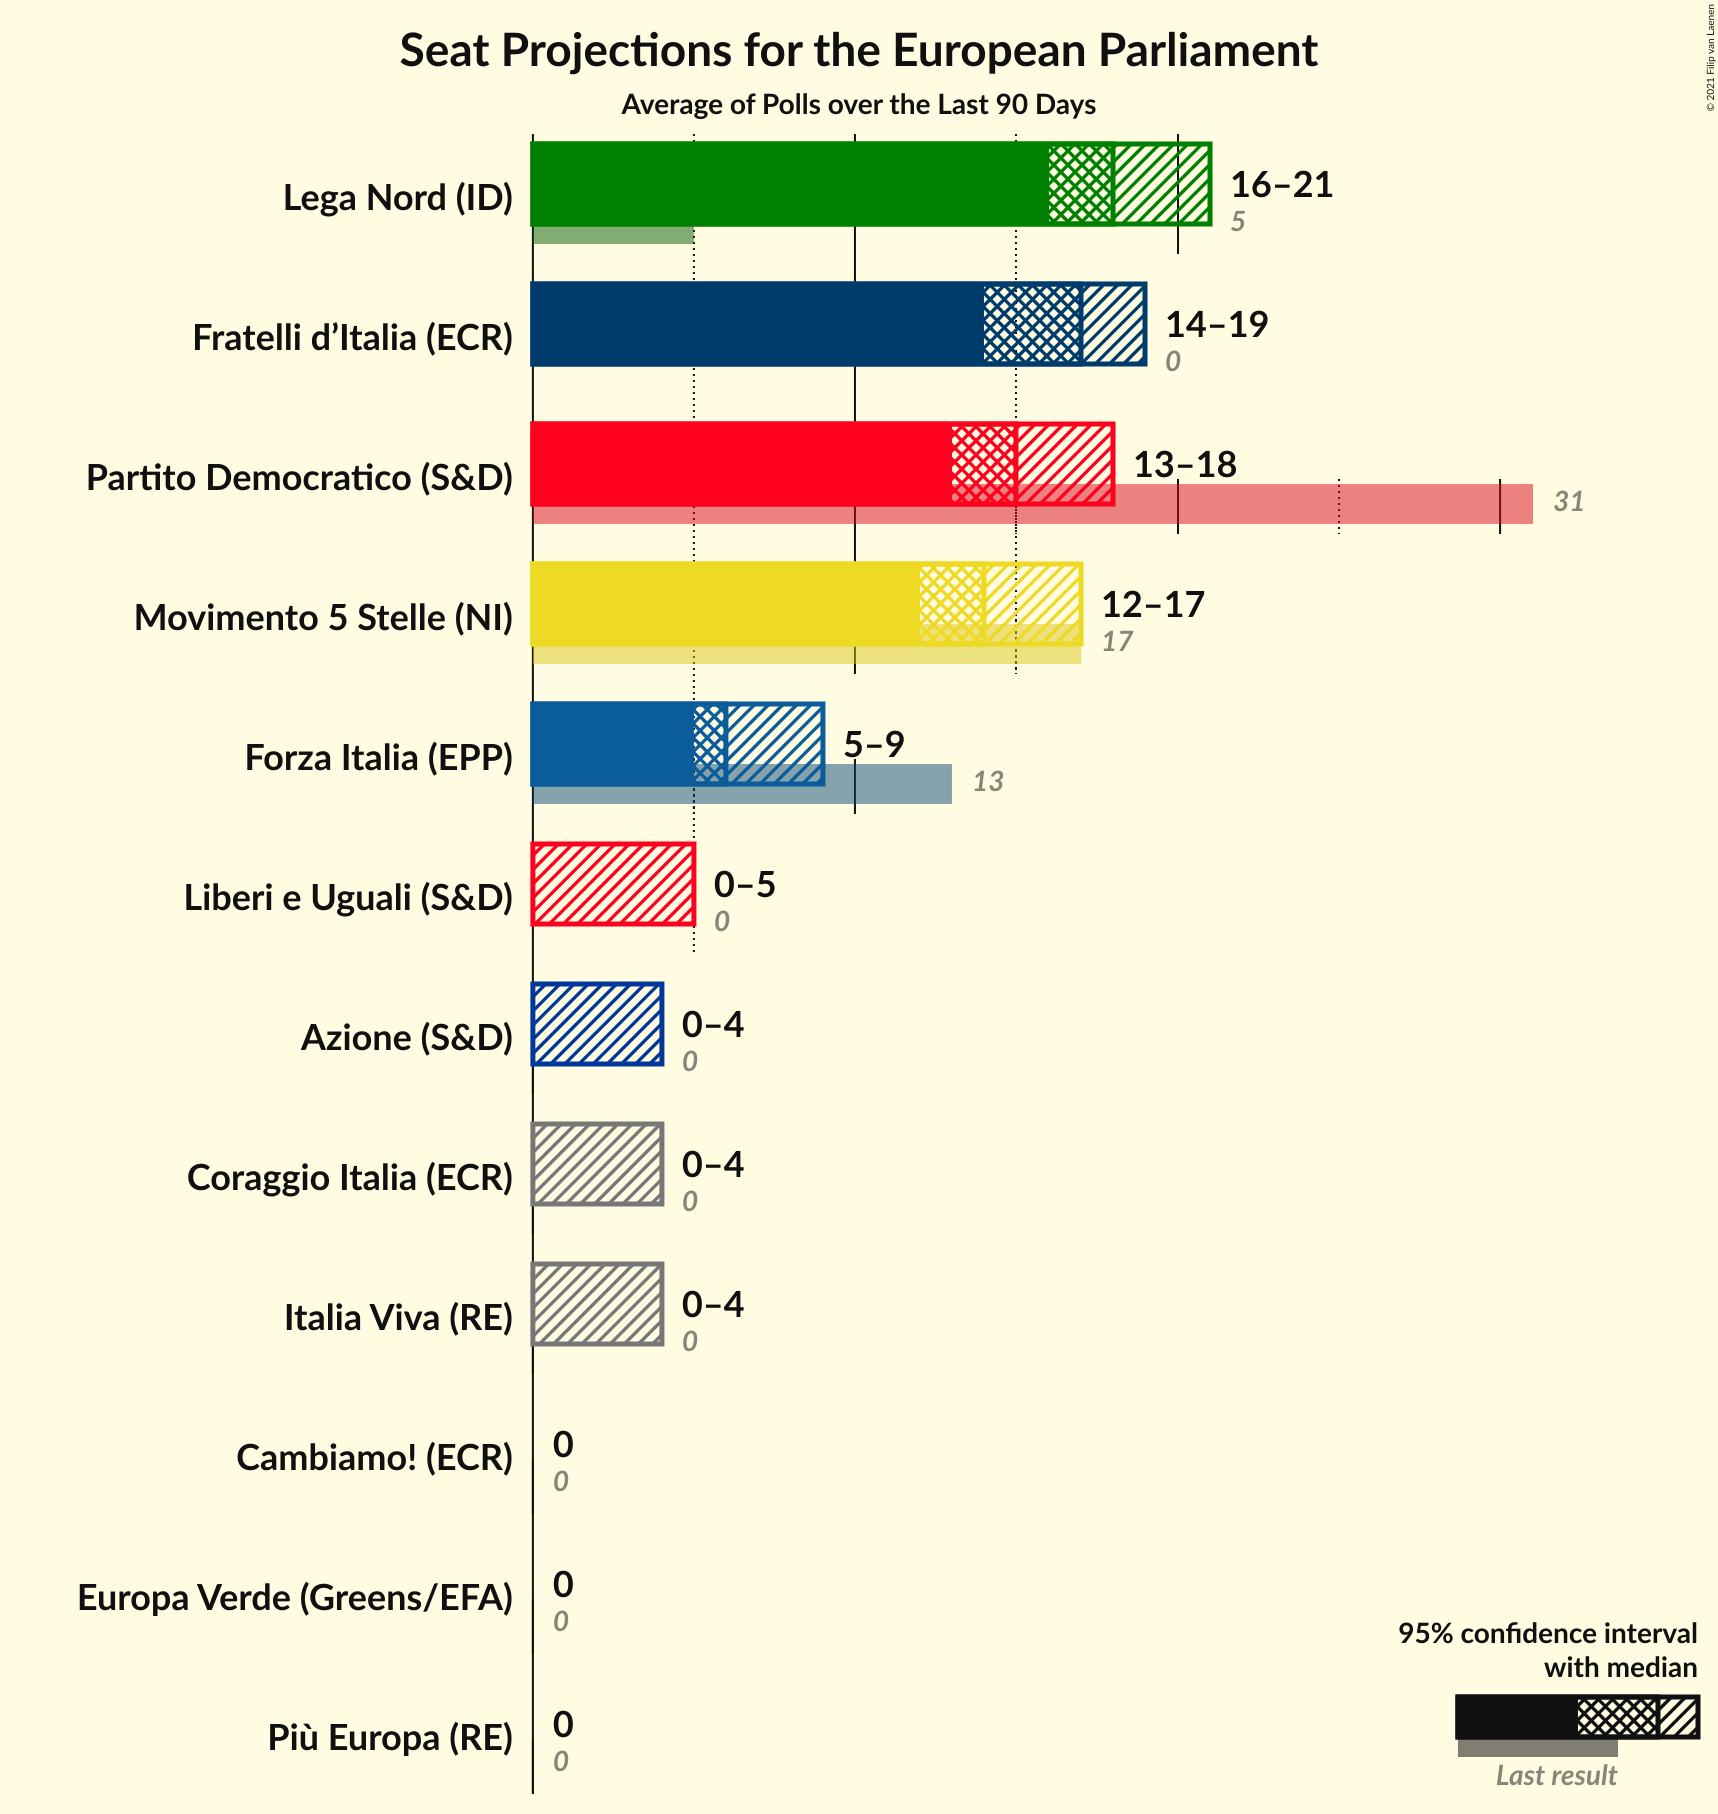 Seat Projections for the European Parliament
Average of Polls over the Last 90 Days
© 2021 Filip van Laenen
Lega Nord (ID)
16–21
5
Fratelli d’Italia (ECR)
14–19
0
Partito Democratico (S&D)
13–18
31
Movimento 5 Stelle (NI)
12–17
17
Forza Italia (EPP)
5–9
13
Liberi e Uguali (S&D)
0–5
0
Azione (S&D)
0–4
0
Coraggio Italia (ECR)
0–4
0
Italia Viva (RE)
0–4
0
Cambiamo! (ECR)
0
0
Europa Verde (Greens/EFA)
0
0
Più Europa (RE)
0
0
95% confidence interval
with median
Last result